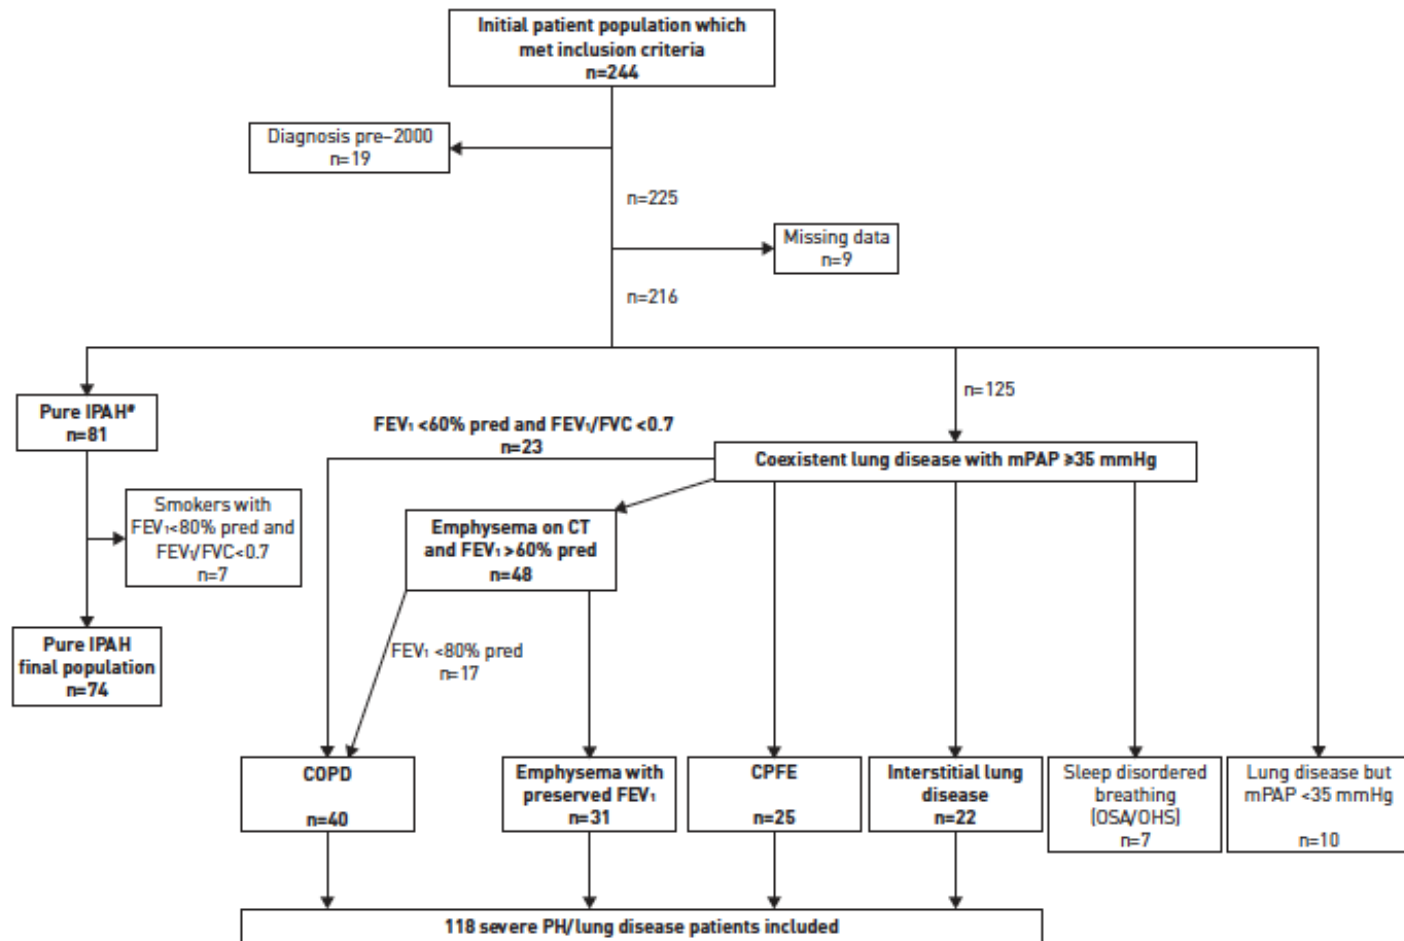 Initial patient population which
met inclusion criteria
n=244
Diagnosis pre–2000
n=19
n=225
Missing data
n=9
n=216
Pure IPAH#
n=81
n=125
FEV₁ <60% pred and FEV₁/FVC <0.7
n=23
Coexistent lung disease with mPAP ≥35 mmHg
Smokers with
FEV₁<80% pred and
FEV₁/FVC<0.7
n=7
Emphysema on CT
and FEV₁ >60% pred
n=48
Pure IPAH
final population
n=74
FEV₁ <80% pred
n=17
COPD
n=40
Emphysema with
preserved FEV₁
n=31
CPFE
n=25
Interstitial lung
disease
n=22
Sleep disordered
breathing
(OSA/OHS)
n=7
Lung disease but
mPAP <35 mmHg
n=10
118 severe PH/lung disease patients included